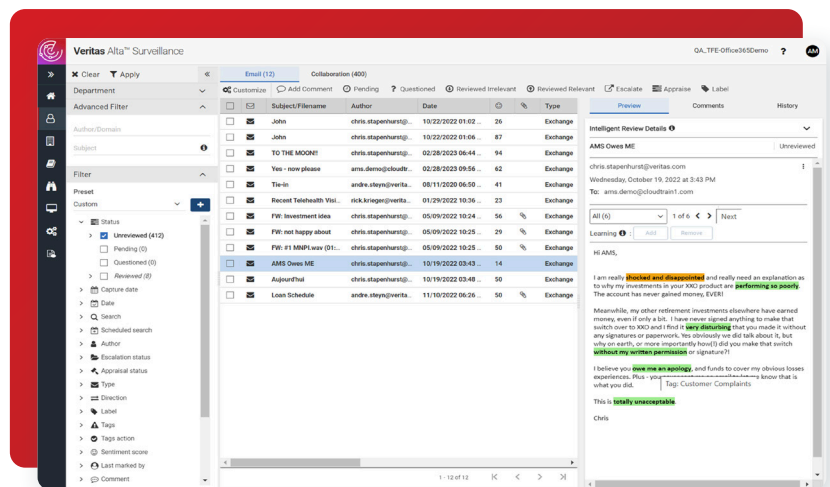 Veritas Alta™ Surveillance
QA_TFE-Office365Demo
?
AM
Clear
Apply
Department
Advanced Filter
Author/Domain
Subject
Filter
Preset
Custom
+
Status
Unreviewed (412)
Pending (0)
Questioned (0)
Reviewed (8)
Capture date
Date
Search
Scheduled search
Author
Escalation status
Appraisal status
Type
Direction
Label
Tags
Tags action
Sentiment score
Last marked by
Comment
Email (12)
Collaboration (400)
Customize
Add Comment
Pending
? Questioned
Reviewed Irrelevant
Reviewed Relevant
Escalate
Appraise
Label
Subject/Filename Author Date Type
John chris.stapenhurst@... 10/22/2022 01:02 ... 26 Exchange
John chris.stapenhurst@... 10/22/2022 01:06 ... 87 Exchange
TO THE MOON!! chris.stapenhurst@... 02/28/2023 06:44 ... 94 Exchange
Yes - now please ams.demo@cloudtr... 02/28/2023 09:56 ... 62 Exchange
Tie-in andre.steyn@verita... 08/11/2020 06:50 ... 41 Exchange
Recent Telehealth Visi... rick.krieger@verita... 01/29/2022 10:36 ... 23 Exchange
FW: Investment idea chris.stapenhurst@... 05/09/2022 10:24 ... 56 Exchange
FW: not happy about chris.stapenhurst@... 05/09/2022 10:25 ... 29 Exchange
FW: #1 MNPI.wav (01:... chris.stapenhurst@... 05/09/2022 10:25 ... 50 Exchange
AMS Owes ME chris.stapenhurst@... 10/19/2022 03:43 ... 14 Exchange
Aujourd'hui chris.stapenhurst@... 10/19/2022 03:48 ... 50 Exchange
Loan Schedule andre.steyn@verita... 11/10/2022 06:26 ... 50 Exchange
1 - 12 of 12
Preview
Comments
History
Intelligent Review Details
AMS Owes ME
Unreviewed
chris.stapenhurst@veritas.com
Wednesday, October 19, 2022 at 3:43 PM
To: ams.demo@cloudtrain1.com
All (6)
1 of 6
Next
Learning :
Add
Remove
Hi AMS,
I am really shocked and disappointed and really need an explanation as
to why my investments in your XXO product are performing so poorly.
The account has never gained money, EVER!
Meanwhile, my other retirement investments elsewhere have earned
money, even if only a bit. I have never signed anything to make that
switch over to XXO and I find it very disturbing that you made it without
any signatures or paperwork. Yes obviously we did talk about it, but
why on earth, or more importantly how(!) did you make that switch
without my written permission or signature?!
I believe you owe me an apology, and funds to cover my obvious losses
experiences. Plus - you know that is
what you did.
Tag: Customer Complaints
This is totally unacceptable.
Chris